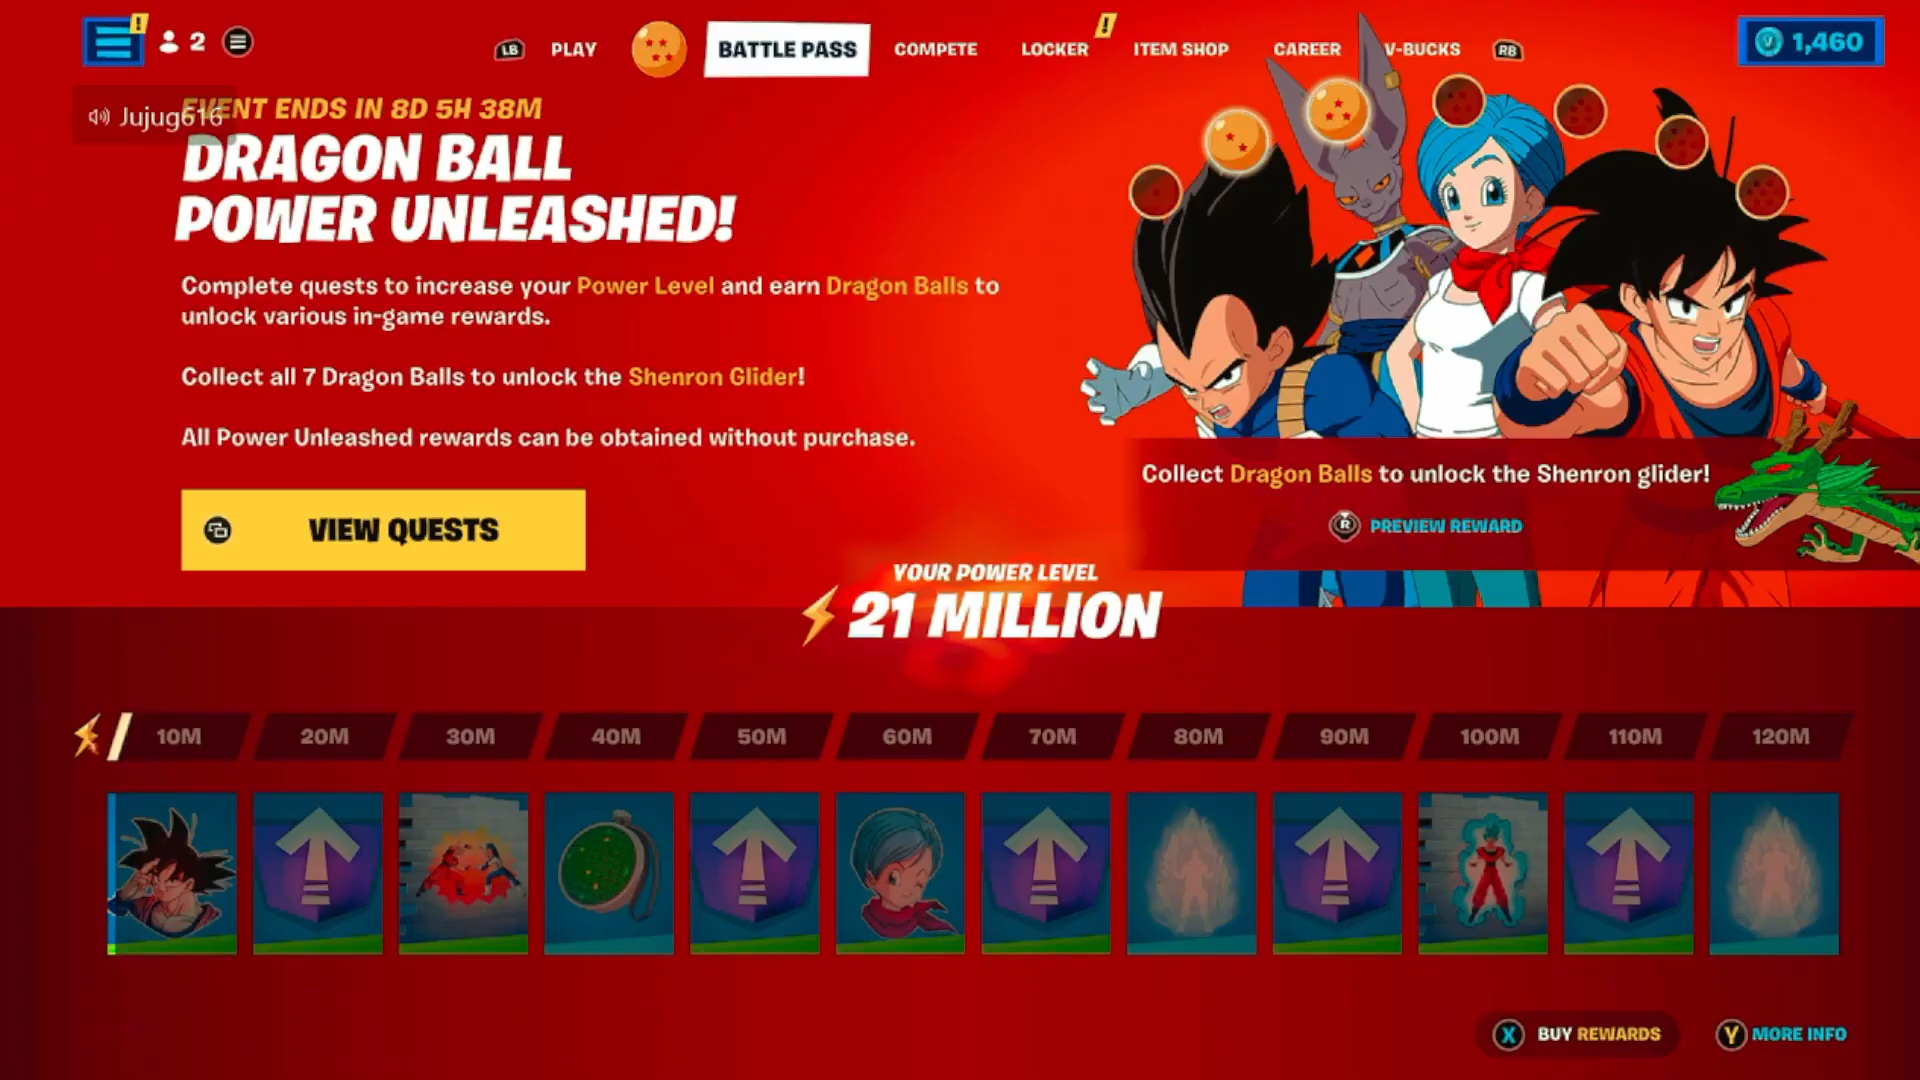 !
2
LB
PLAY
BATTLE PASS
COMPETE
LOCKER
!
ITEM SHOP
CAREER
V-BUCKS
RB
1,460
Jujug616
EVENT ENDS IN 8D 5H 38M
DRAGON BALL
POWER UNLEASHED!
Complete quests to increase your Power Level and earn Dragon Balls to
unlock various in-game rewards.
Collect all 7 Dragon Balls to unlock the Shenron Glider!
All Power Unleashed rewards can be obtained without purchase.
VIEW QUESTS
Collect Dragon Balls to unlock the Shenron glider!
R PREVIEW REWARD
YOUR POWER LEVEL
21 MILLION
10M 20M 30M 40M 50M 60M 70M 80M 90M 100M 110M 120M
X BUY REWARDS
Y MORE INFO